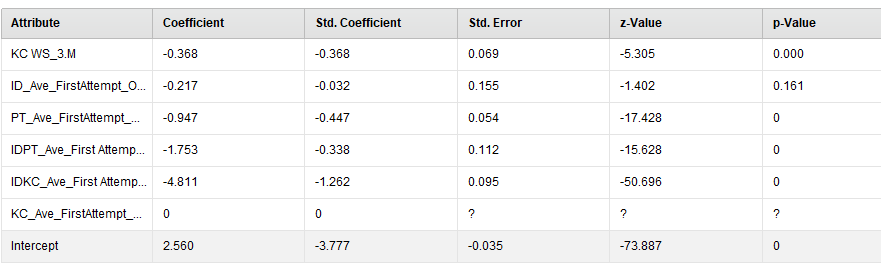 Attribute Coefficient Std. Coefficient Std. Error z-Value p-Value
KC WS_3.M -0.368 -0.368 0.069 -5.305 0.000
ID_Ave_FirstAttempt_O... -0.217 -0.032 0.155 -1.402 0.161
PT_Ave_FirstAttempt_... -0.947 -0.447 0.054 -17.428 0
IDPT_Ave_First Attemp... -1.753 -0.338 0.112 -15.628 0
IDKC_Ave_First Attemp... -4.811 -1.262 0.095 -50.696 0
KC_Ave_FirstAttempt_... 0 0 ? ? ?
Intercept 2.560 -3.777 -0.035 -73.887 0